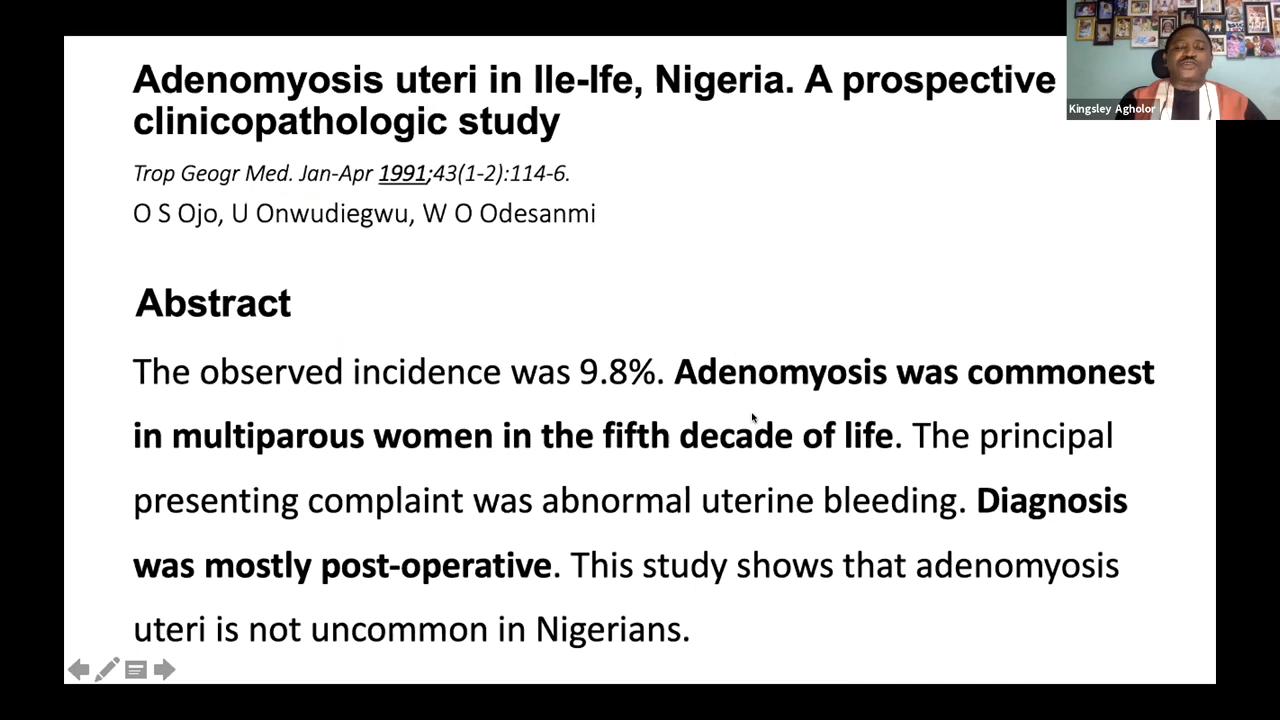 Adenomyosis uteri in Ile-Ife, Nigeria. A prospective
clinicopathologic study
Trop Geogr Med. Jan-Apr 1991;43(1-2):114-6.
O S Ojo, U Onwudiegwu, W O Odesanmi
Abstract
The observed incidence was 9.8%. Adenomyosis was commonest
in multiparous women in the fifth decade of life. The principal
presenting complaint was abnormal uterine bleeding. Diagnosis
was mostly post-operative. This study shows that adenomyosis
uteri is not uncommon in Nigerians.
Kingsley Agholor